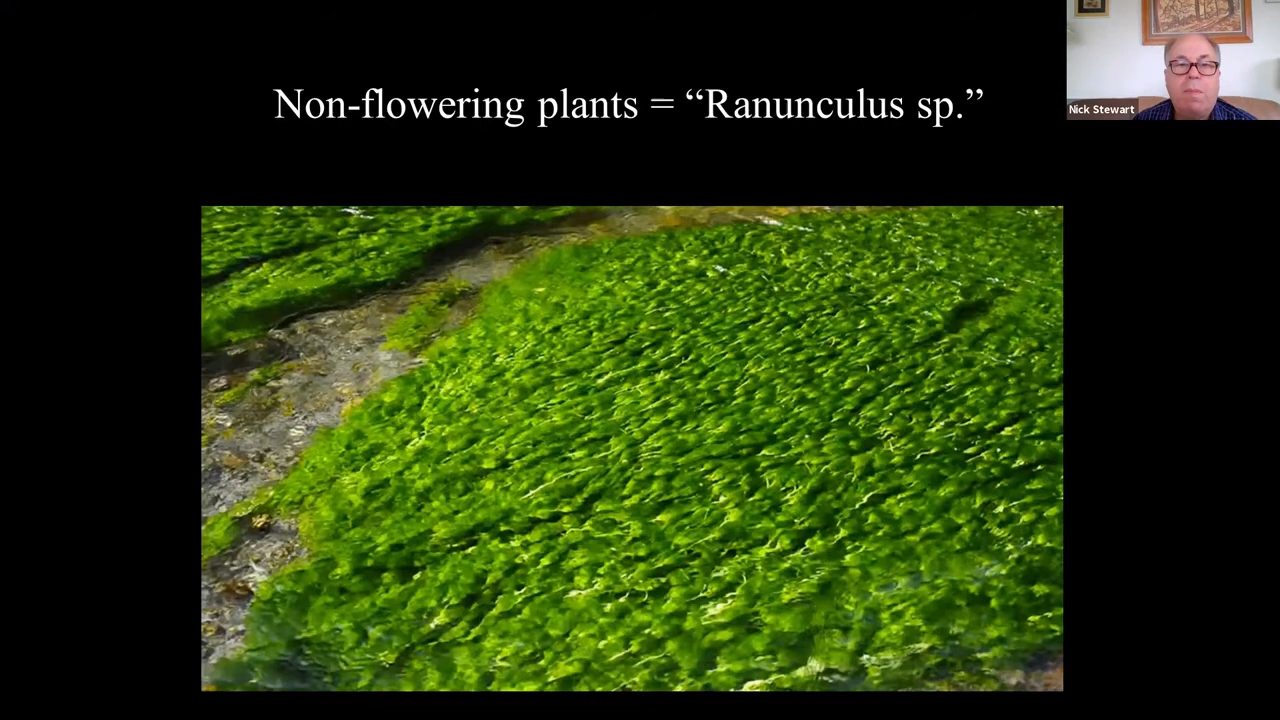 Non-flowering plants = “Ranunculus sp.”
Nick Stewart